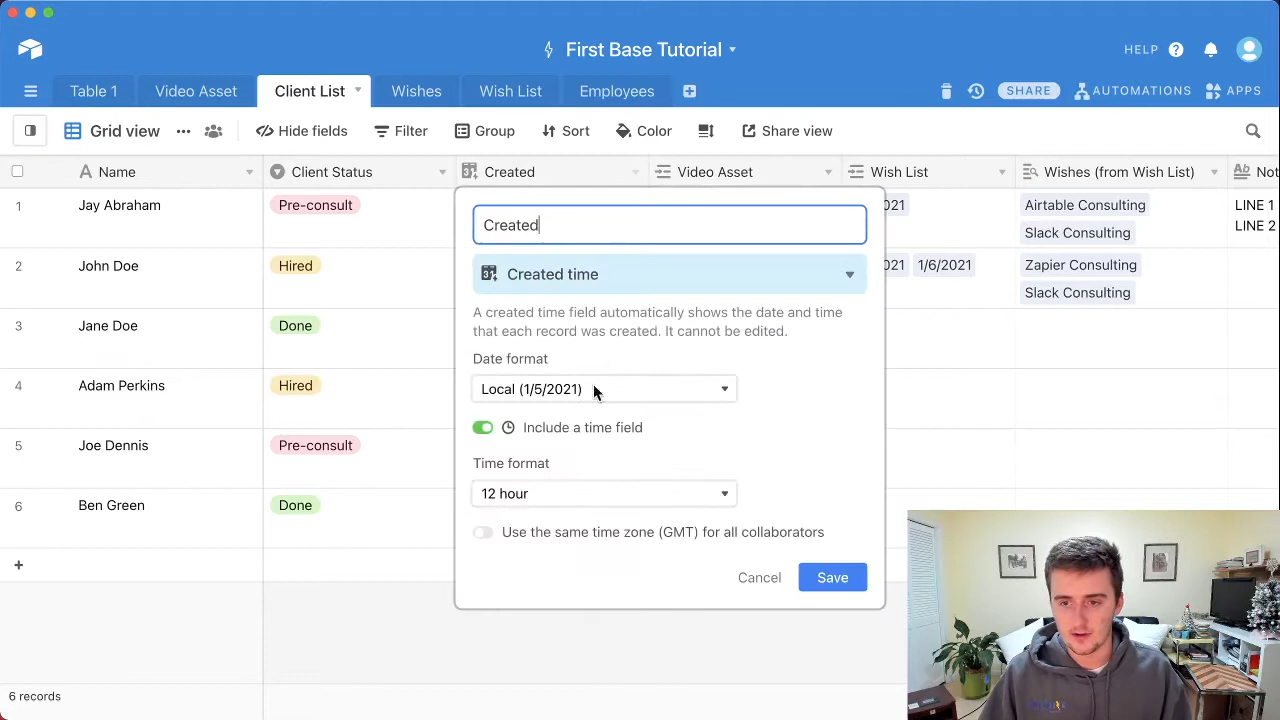 First Base Tutorial
HELP
Table 1
Video Asset
Client List
Wishes
Wish List
Employees
SHARE
AUTOMATIONS
APPS
Grid view
Hide fields
Filter
Group
Sort
Color
Share view
Name
Client Status
Created
Video Asset
Wish List
Wishes (from Wish List)
Not
1
Jay Abraham
Pre-consult
021
Airtable Consulting
Slack Consulting
LINE 1
LINE 2
2
John Doe
Hired
021
1/6/2021
Zapier Consulting
Slack Consulting
3
Jane Doe
Done
4
Adam Perkins
Hired
5
Joe Dennis
Pre-consult
6
Ben Green
Done
Created
Created time
A created time field automatically shows the date and time
that each record was created. It cannot be edited.
Date format
Local (1/5/2021)
Include a time field
Time format
12 hour
Use the same time zone (GMT) for all collaborators
Cancel
Save
6 records